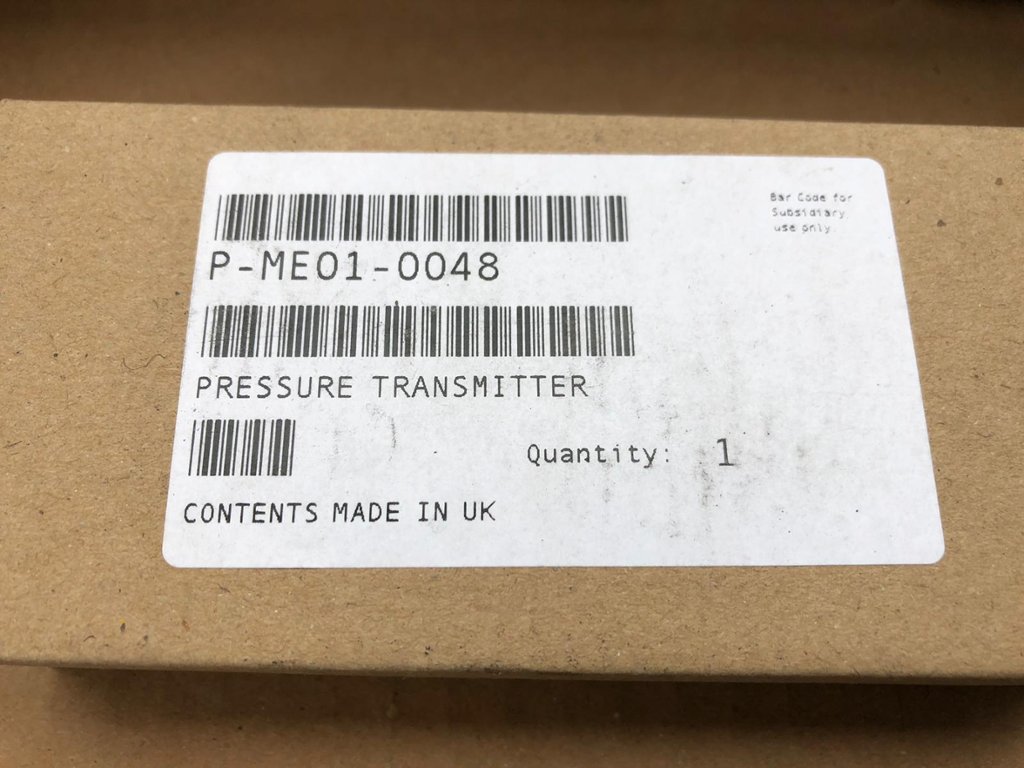 Bar Code for
Subsidiary
use only.
P-ME01-0048
PRESSURE TRANSMITTER
Quantity: 1
CONTENTS MADE IN UK